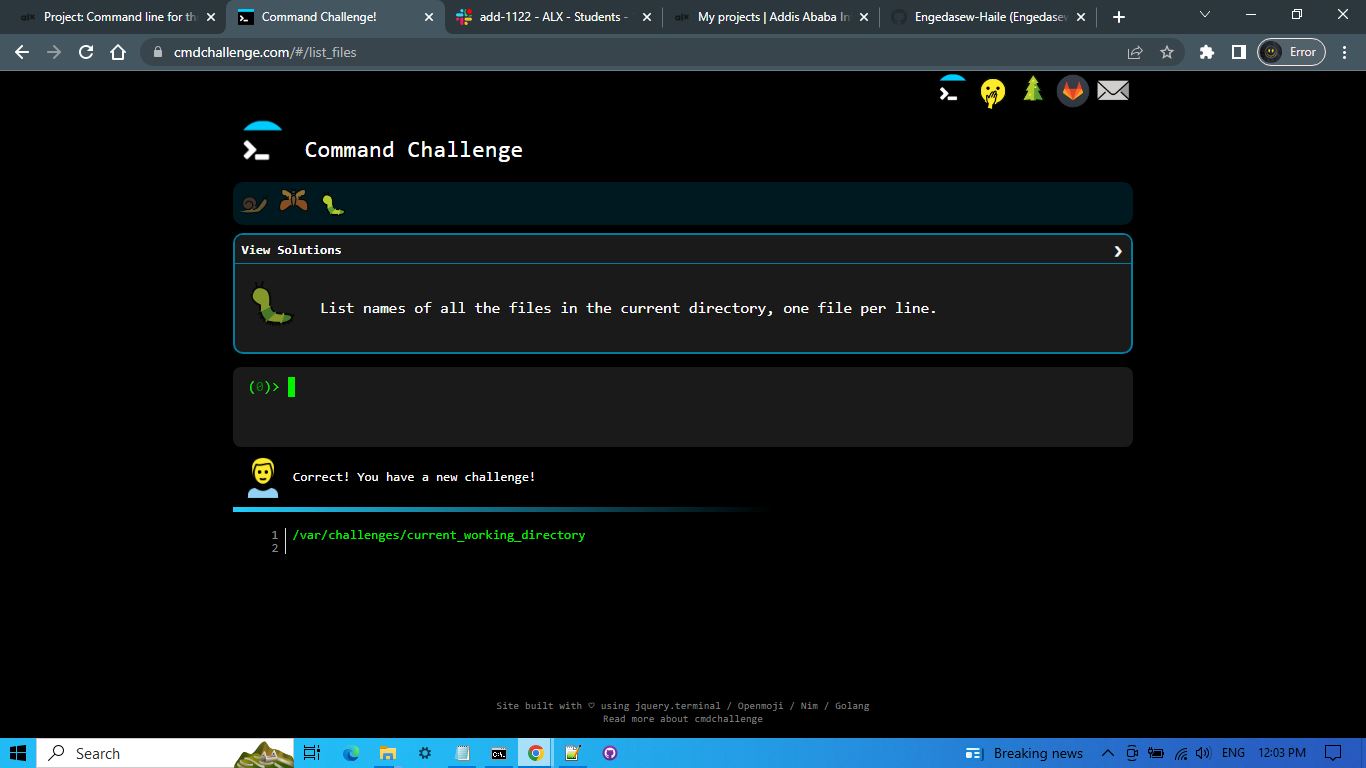 Project: Command line for th
Command Challenge!
add-1122 - ALX - Students -
My projects | Addis Ababa In
Engedasew-Haile (Engedasew
cmdchallenge.com/#/list_files
Error
Command Challenge
View Solutions
List names of all the files in the current directory, one file per line.
(0)>
Correct! You have a new challenge!
1 /var/challenges/current_working_directory
2
Site built with ♡ using jquery.terminal / Openmoji / Nim / Golang
Read more about cmdchallenge
Search
Breaking news
ENG
12:03 PM